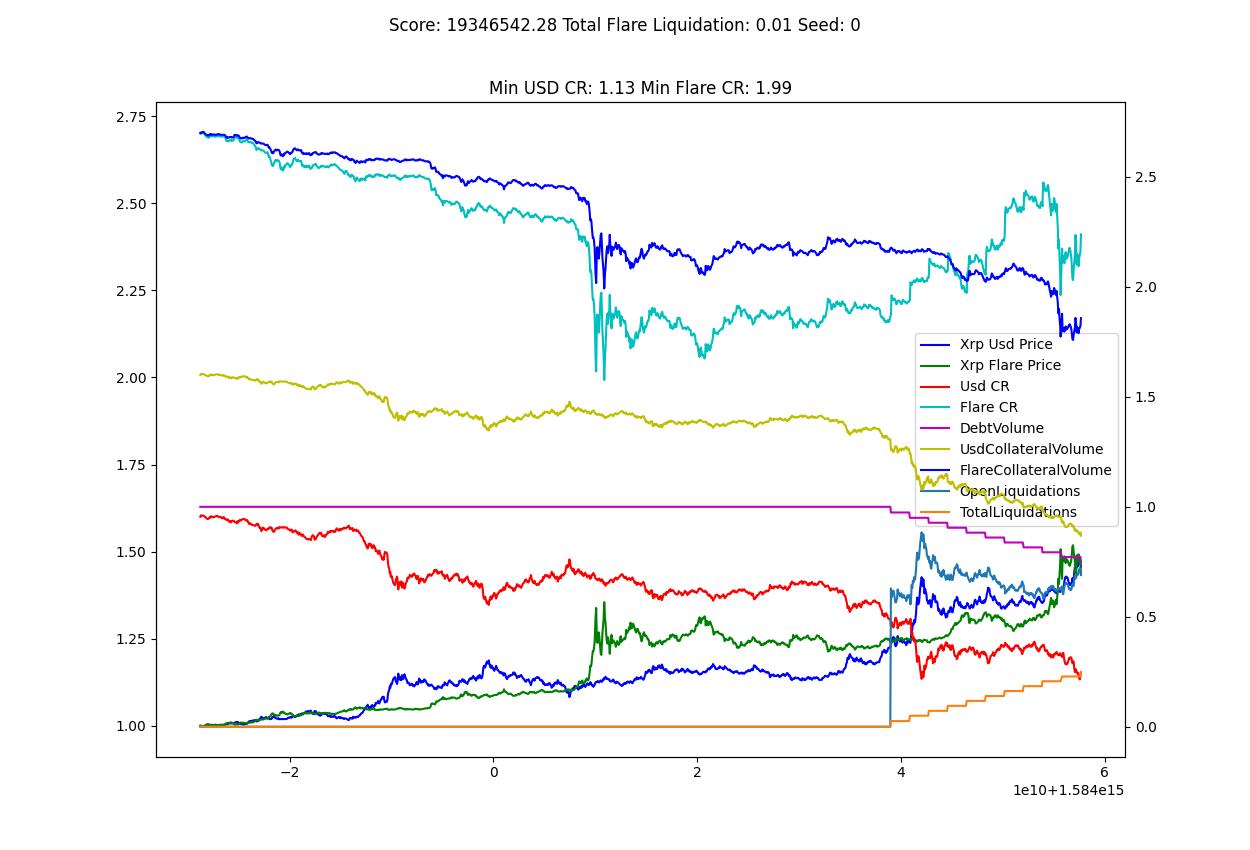 Score: 19346542.28 Total Flare Liquidation: 0.01 Seed: 0
Min USD CR: 1.13 Min Flare CR: 1.99
2.75
2.50
2.25
2.00
1.75
1.50
1.25
1.00
2.5
2.0
1.5
1.0
0.5
0.0
Xrp Usd Price
Xrp Flare Price
Usd CR
Flare CR
DebtVolume
UsdCollateralVolume
FlareCollateralVolume
OpenLiquidations
TotalLiquidations
−2 0 2 4 6
1e10+1.584e15